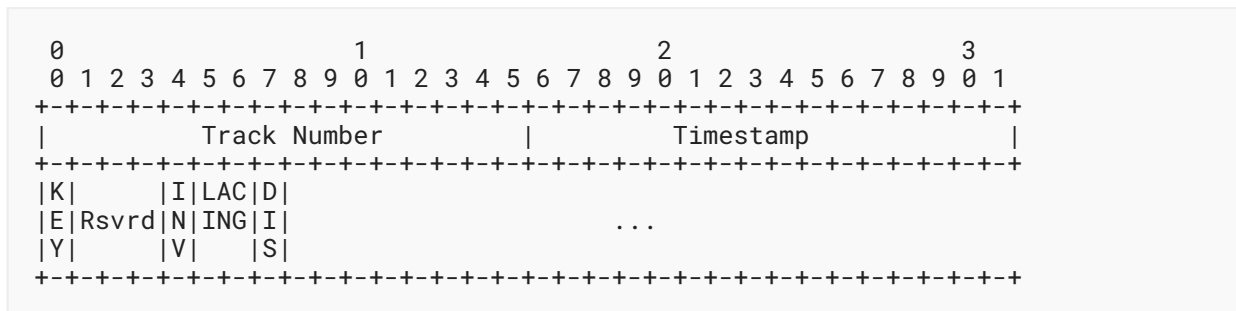 0                   1                   2                   3
 0 1 2 3 4 5 6 7 8 9 0 1 2 3 4 5 6 7 8 9 0 1 2 3 4 5 6 7 8 9 0 1
+-+-+-+-+-+-+-+-+-+-+-+-+-+-+-+-+-+-+-+-+-+-+-+-+-+-+-+-+-+-+-+-+
|          Track Number         |         Timestamp             |
+-+-+-+-+-+-+-+-+-+-+-+-+-+-+-+-+-+-+-+-+-+-+-+-+-+-+-+-+-+-+-+-+
|K|     |I|LAC|D|
|E|Rsvrd|N|ING|I|                     ...
|Y|     |V|   |S|
+-+-+-+-+-+-+-+-+-+-+-+-+-+-+-+-+-+-+-+-+-+-+-+-+-+-+-+-+-+-+-+-+